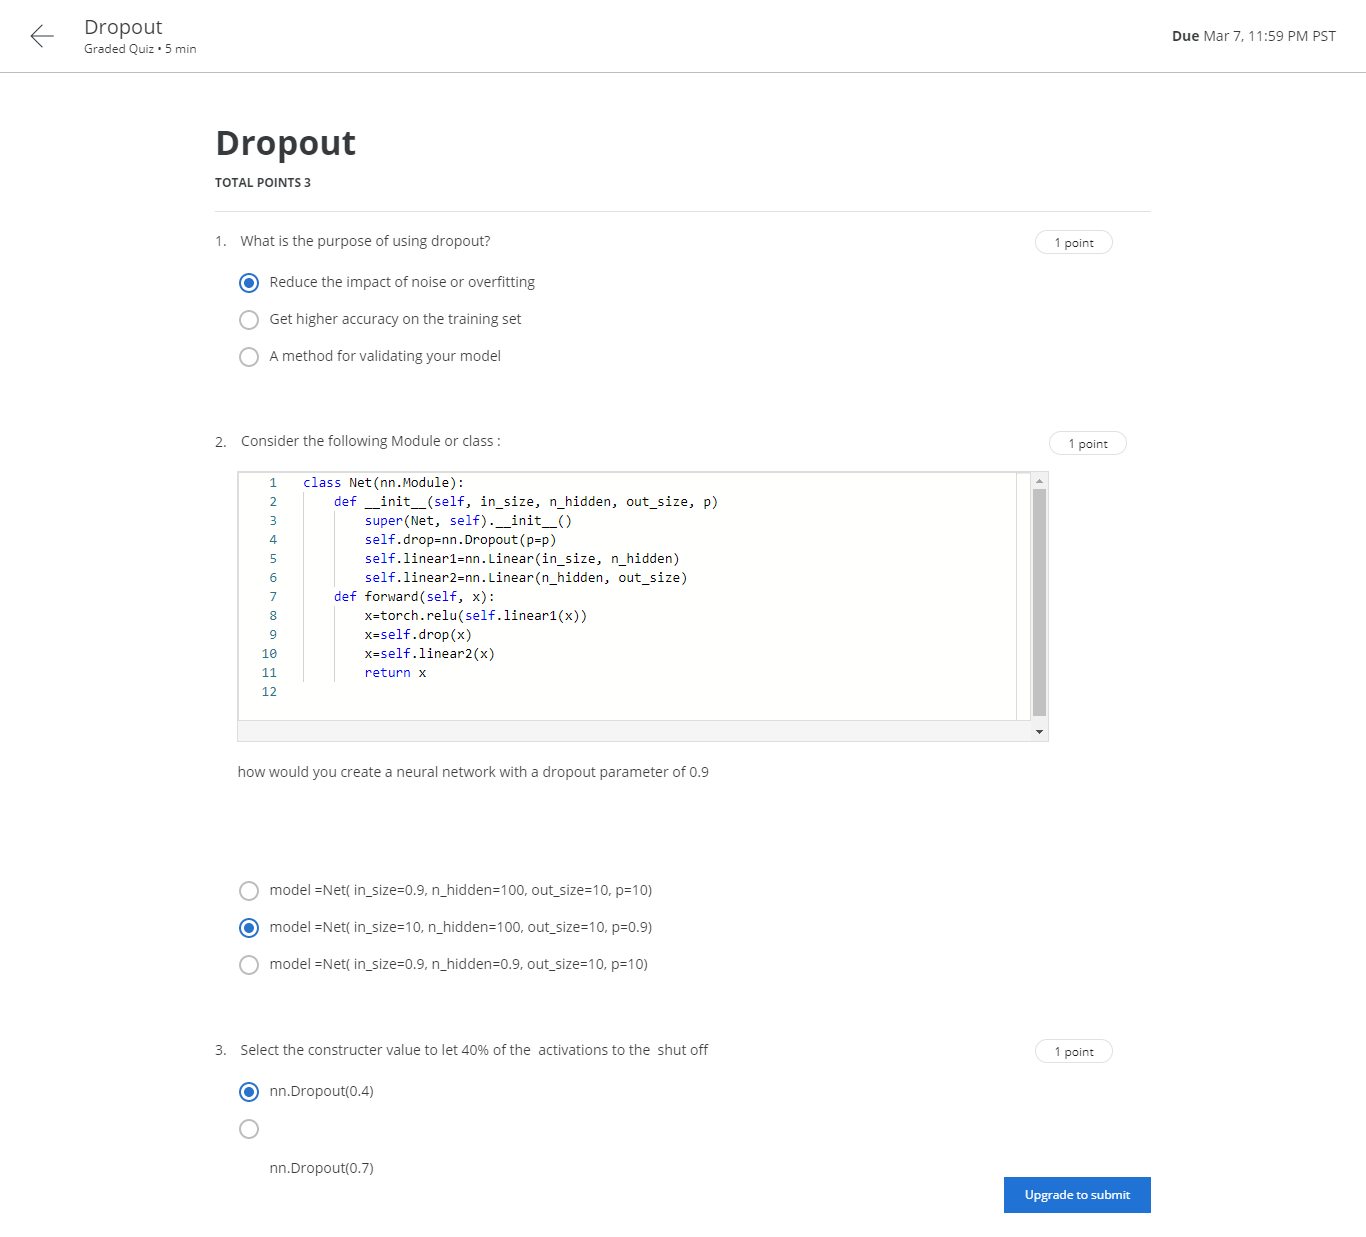 Dropout
Graded Quiz • 5 min
Due Mar 7, 11:59 PM PST
Dropout
TOTAL POINTS 3
1. What is the purpose of using dropout?
1 point
Reduce the impact of noise or overfitting
Get higher accuracy on the training set
A method for validating your model
2. Consider the following Module or class :
1 point
1 class Net(nn.Module):
2 def __init__(self, in_size, n_hidden, out_size, p)
3 super(Net, self).__init__()
4 self.drop=nn.Dropout(p=p)
5 self.linear1=nn.Linear(in_size, n_hidden)
6 self.linear2=nn.Linear(n_hidden, out_size)
7 def forward(self, x):
8 x=torch.relu(self.linear1(x))
9 x=self.drop(x)
10 x=self.linear2(x)
11 return x
12
how would you create a neural network with a dropout parameter of 0.9
model =Net( in_size=0.9, n_hidden=100, out_size=10, p=10)
model =Net( in_size=10, n_hidden=100, out_size=10, p=0.9)
model =Net( in_size=0.9, n_hidden=0.9, out_size=10, p=10)
3. Select the constructer value to let 40% of the  activations to the  shut off
1 point
nn.Dropout(0.4)
nn.Dropout(0.7)
Upgrade to submit